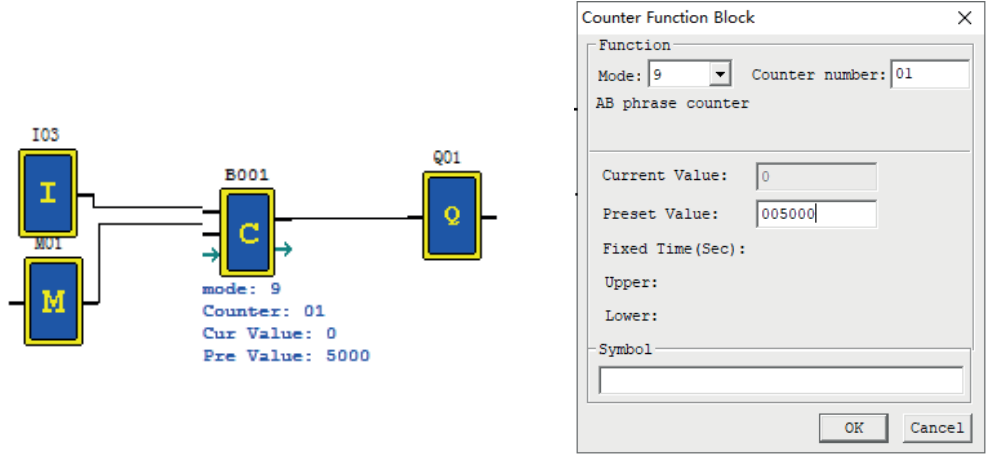 I03
I
M01
M
B001
C
mode: 9
Counter: 01
Cur Value: 0
Pre Value: 5000
Q01
Q
Counter Function Block
Function
Mode: 9 Counter number: 01
AB phrase counter
Current Value: 0
Preset Value: 005000
Fixed Time(Sec):
Upper:
Lower:
Symbol
OK Cancel